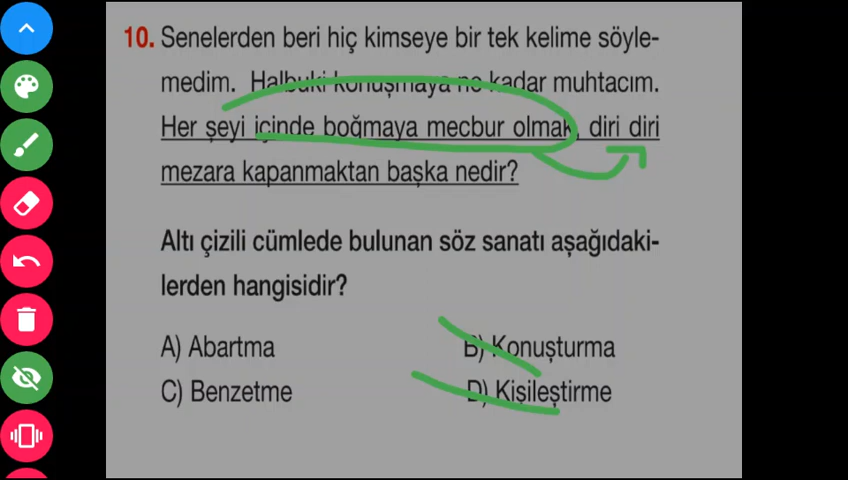 10. Senelerden beri hiç kimseye bir tek kelime söyle-
medim. Halbuki konuşmaya ne kadar muhtacım.
Her şeyi içinde boğmaya mecbur olmak, diri diri
mezara kapanmaktan başka nedir?
Altı çizili cümlede bulunan söz sanatı aşağıdaki-
lerden hangisidir?
A) Abartma
B) Konuşturma
C) Benzetme
D) Kişileştirme